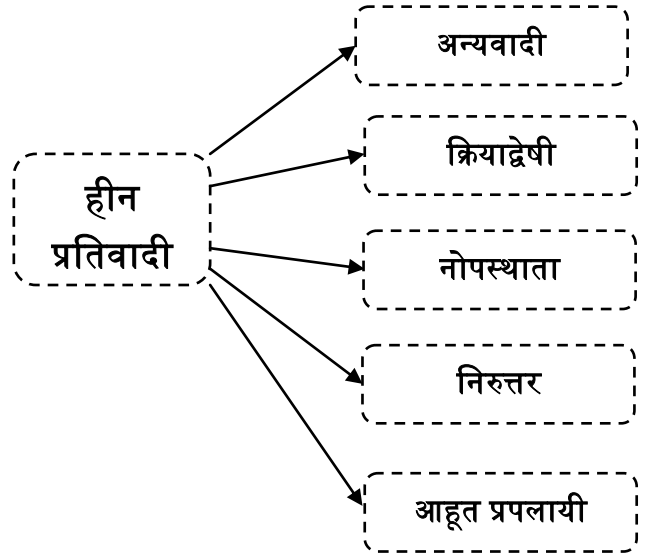 अन्यवादी
क्रियाद्वेषी
हीन
प्रतिवादी
नोपस्थाता
निरुत्तर
आहूत प्रपलायी